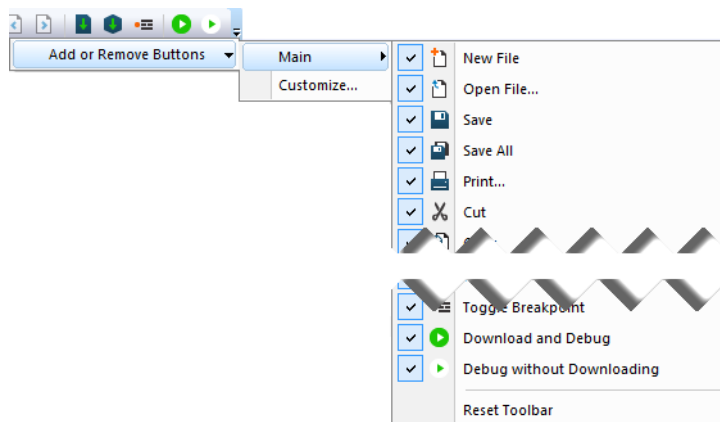 Add or Remove Buttons
Main
Customize...
New File
Open File...
Save
Save All
Print...
Cut
Toggle Breakpoint
Download and Debug
Debug without Downloading
Reset Toolbar